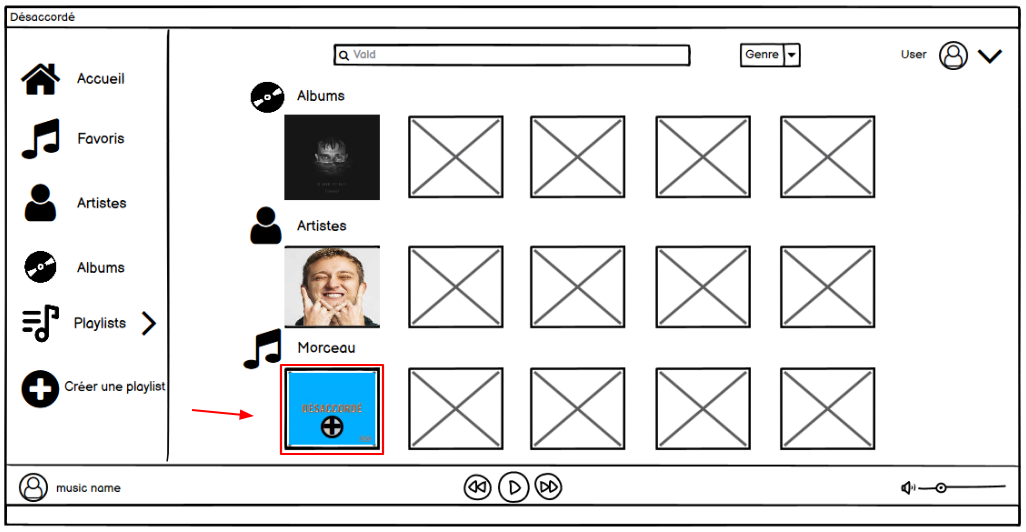 Désaccordé
Vald
Genre
User
Accueil
Favoris
Artistes
Albums
Playlists
Créer une playlist
Albums
Artistes
Morceau
DÉSACCORDÉ
music name